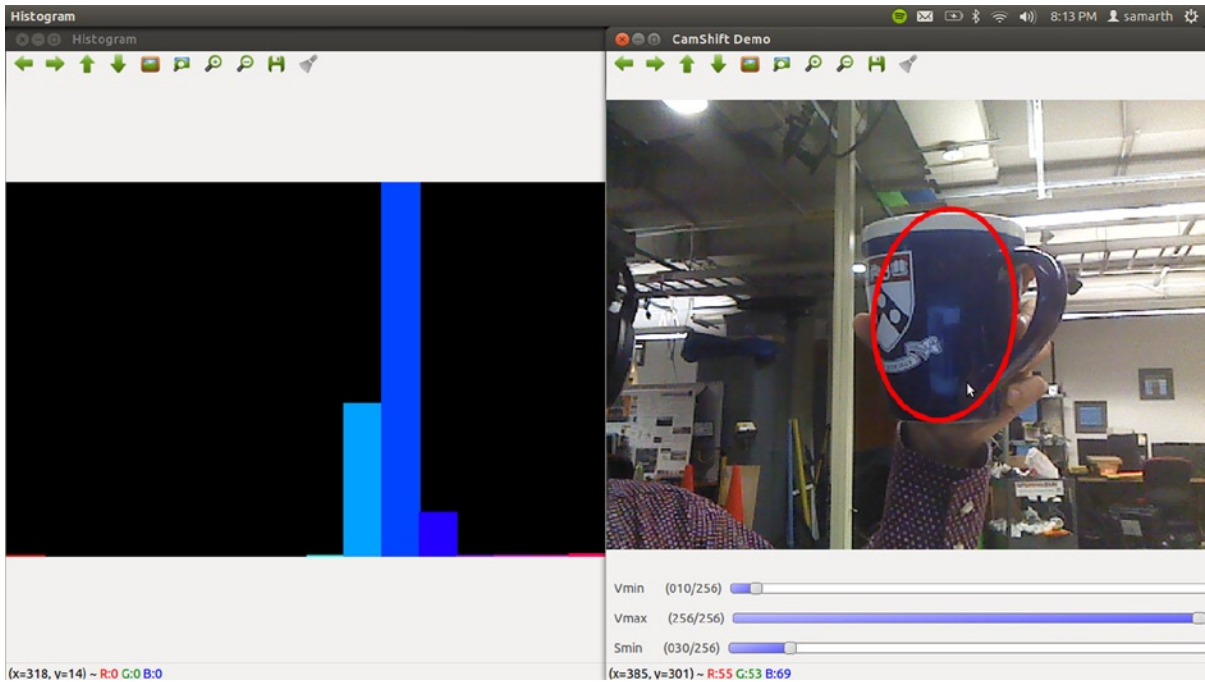 Histogram
8:13 PM samarth
Histogram
CamShift Demo
Vmin (010/256)
Vmax (256/256)
Smin (030/256)
(x=318, y=14) ~ R:0 G:0 B:0
(x=385, y=301) ~ R:55 G:53 B:69